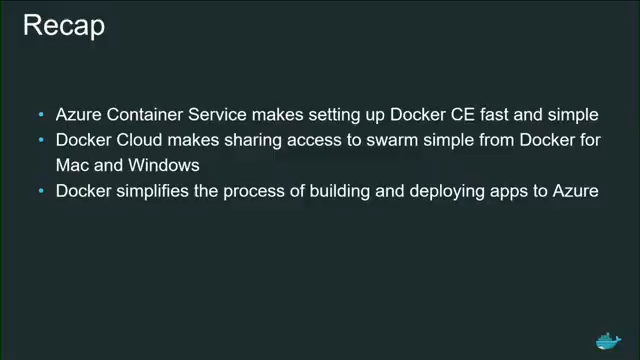 Recap
• Azure Container Service makes setting up Docker CE fast and simple
• Docker Cloud makes sharing access to swarm simple from Docker for
Mac and Windows
• Docker simplifies the process of building and deploying apps to Azure